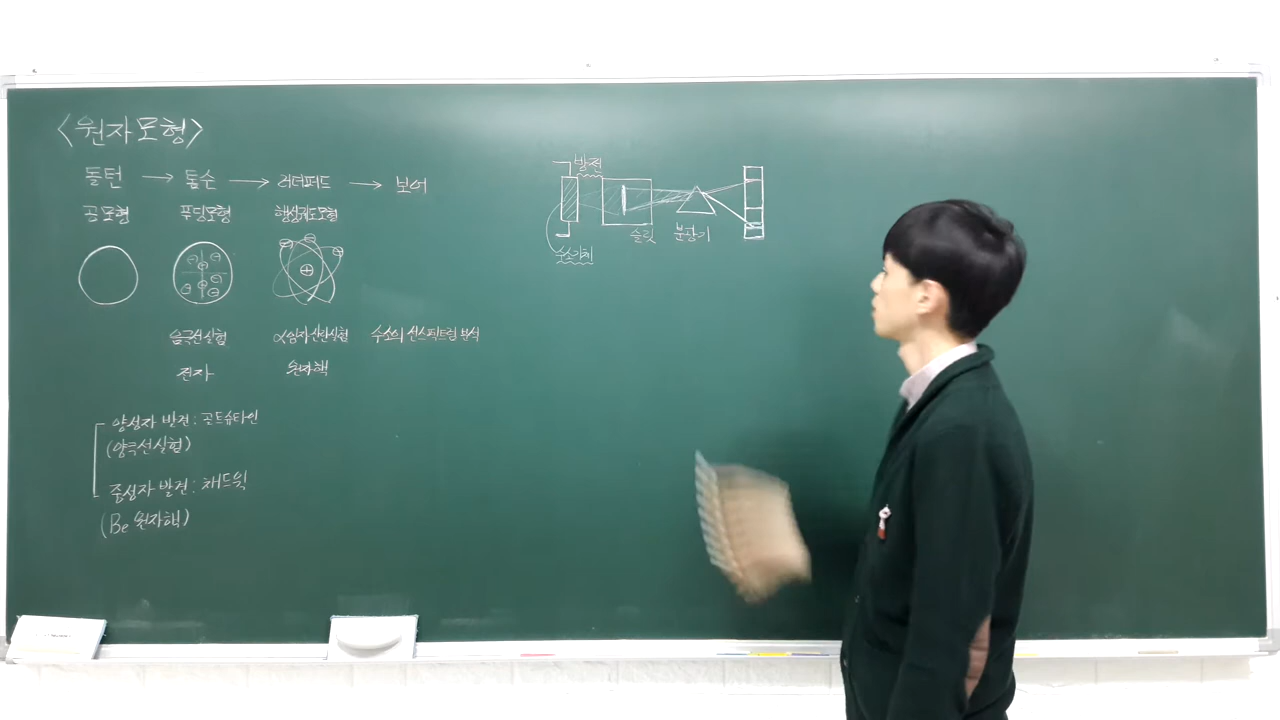 <원자모형>
돌턴 → 톰슨 → 러더퍼드 → 보어
공모형 푸딩모형 행성궤도모형
음극선실험 α입자산란실험 수소의 선스펙트럼 분석
전자 원자핵
양성자 발견 : 골트슈타인
(양극선실험)
중성자 발견 : 채드윅
(Be 원자핵)
방전
슬릿 분광기
수소기체